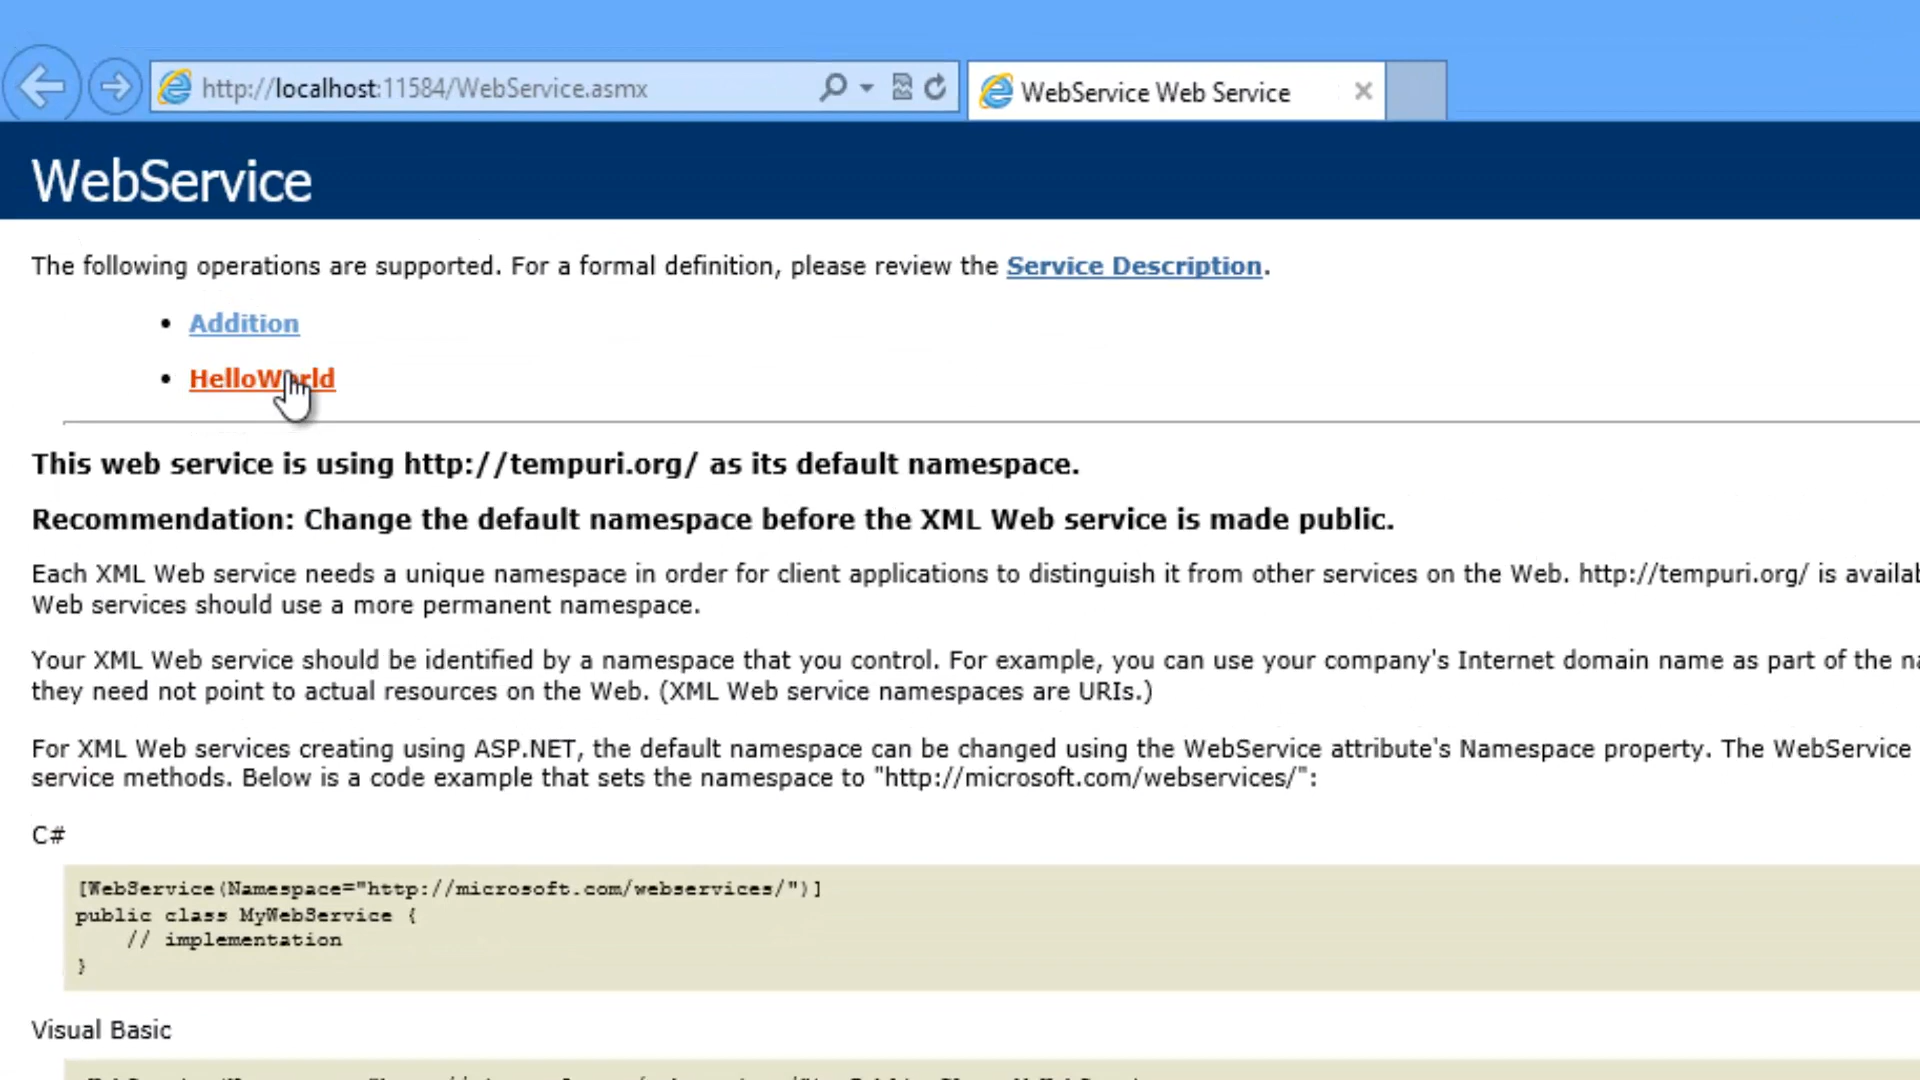 http://localhost:11584/WebService.asmx
WebService Web Service
WebService
The following operations are supported. For a formal definition, please review the Service Description.
• Addition
• HelloWorld
This web service is using http://tempuri.org/ as its default namespace.
Recommendation: Change the default namespace before the XML Web service is made public.
Each XML Web service needs a unique namespace in order for client applications to distinguish it from other services on the Web. http://tempuri.org/ is
Web services should use a more permanent namespace.
Your XML Web service should be identified by a namespace that you control. For example, you can use your company's Internet domain name as part of the
they need not point to actual resources on the Web. (XML Web service namespaces are URIs.)
For XML Web services creating using ASP.NET, the default namespace can be changed using the WebService attribute's Namespace property. The WebService
service methods. Below is a code example that sets the namespace to "http://microsoft.com/webservices/":
C#
[WebService(Namespace="http://microsoft.com/webservices/")]
public class MyWebService {
// implementation
}
Visual Basic